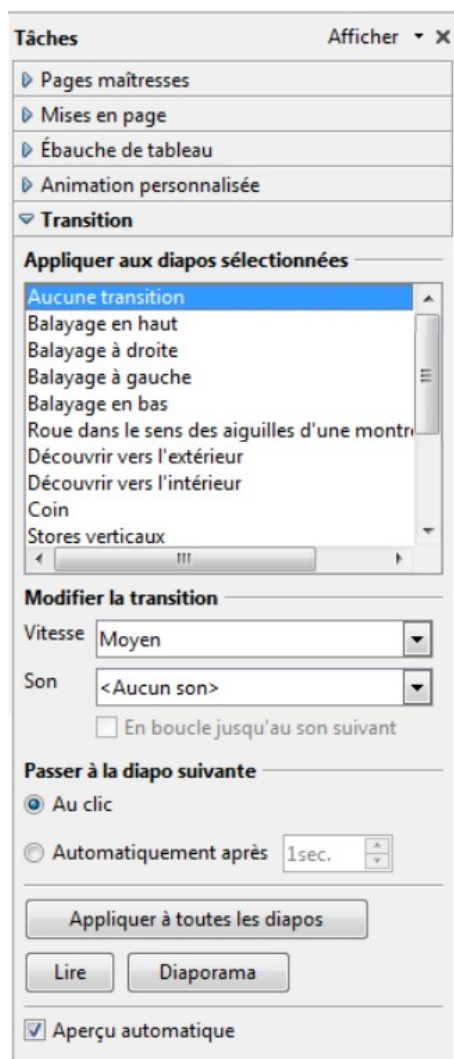 Tâches Afficher
Pages maîtresses
Mises en page
Ébauche de tableau
Animation personnalisée
Transition
Appliquer aux diapos sélectionnées
Aucune transition
Balayage en haut
Balayage à droite
Balayage à gauche
Balayage en bas
Roue dans le sens des aiguilles d'une montr
Découvrir vers l'extérieur
Découvrir vers l'intérieur
Coin
Stores verticaux
Modifier la transition
Vitesse Moyen
Son <Aucun son>
En boucle jusqu'au son suivant
Passer à la diapo suivante
Au clic
Automatiquement après 1sec.
Appliquer à toutes les diapos
Lire Diaporama
Aperçu automatique